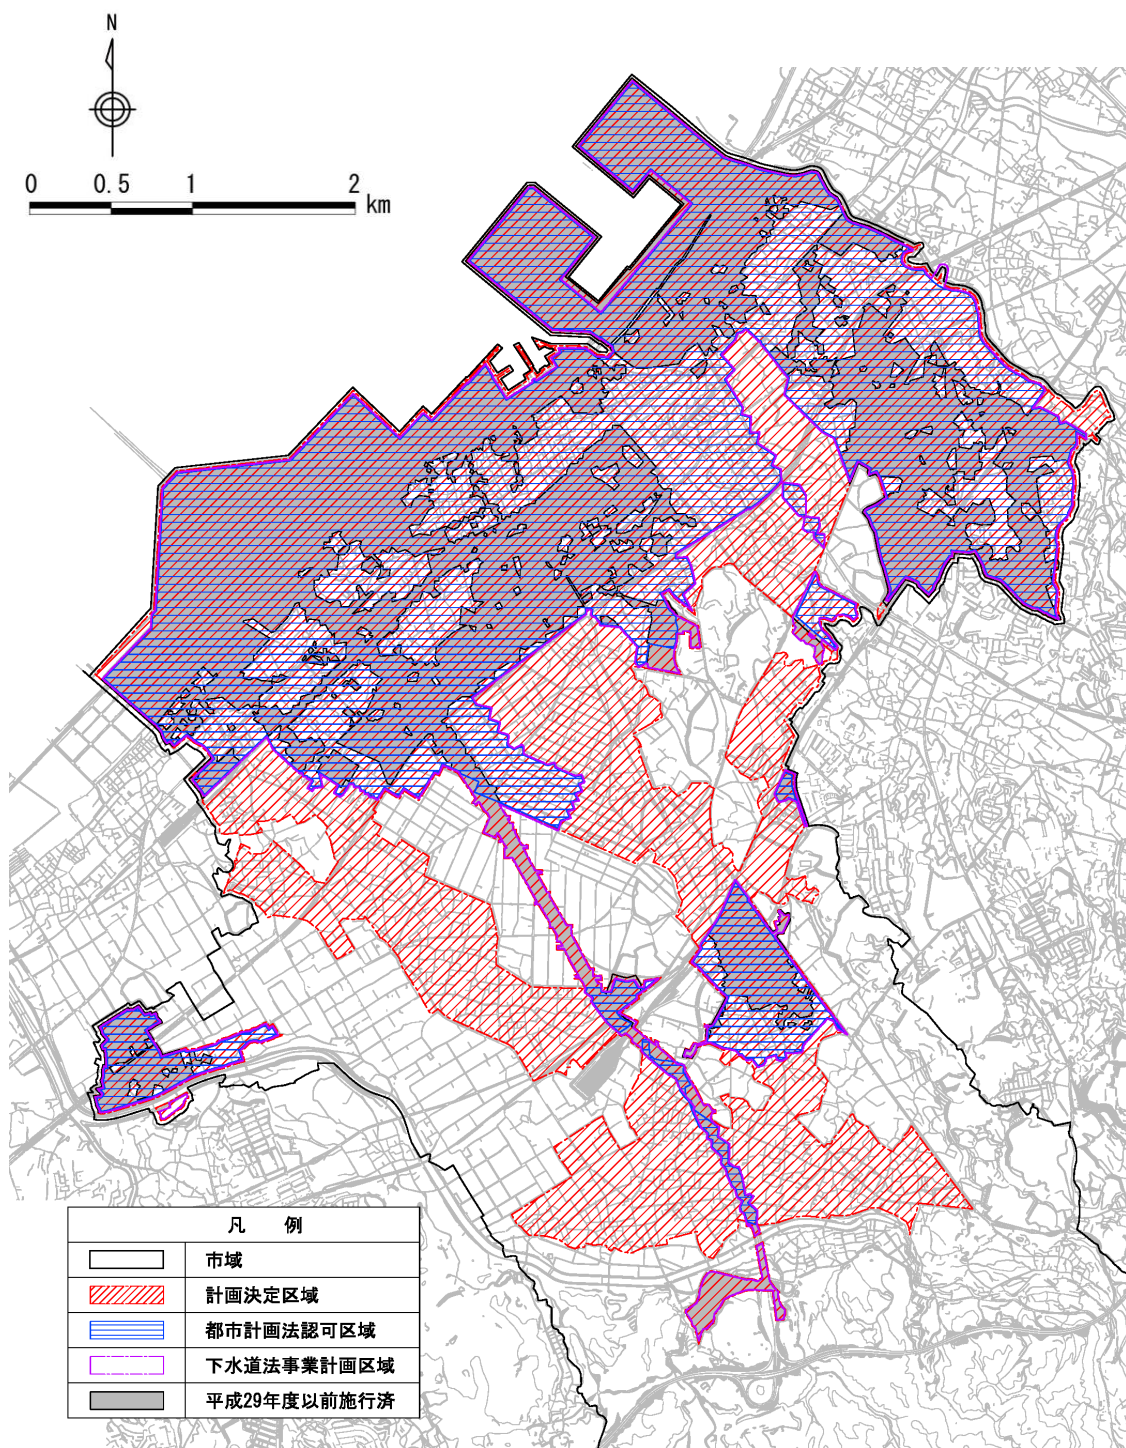 N
0 0.5 1 2 km
凡 例
市域
計画決定区域
都市計画法認可区域
下水道法事業計画区域
平成29年度以前施行済